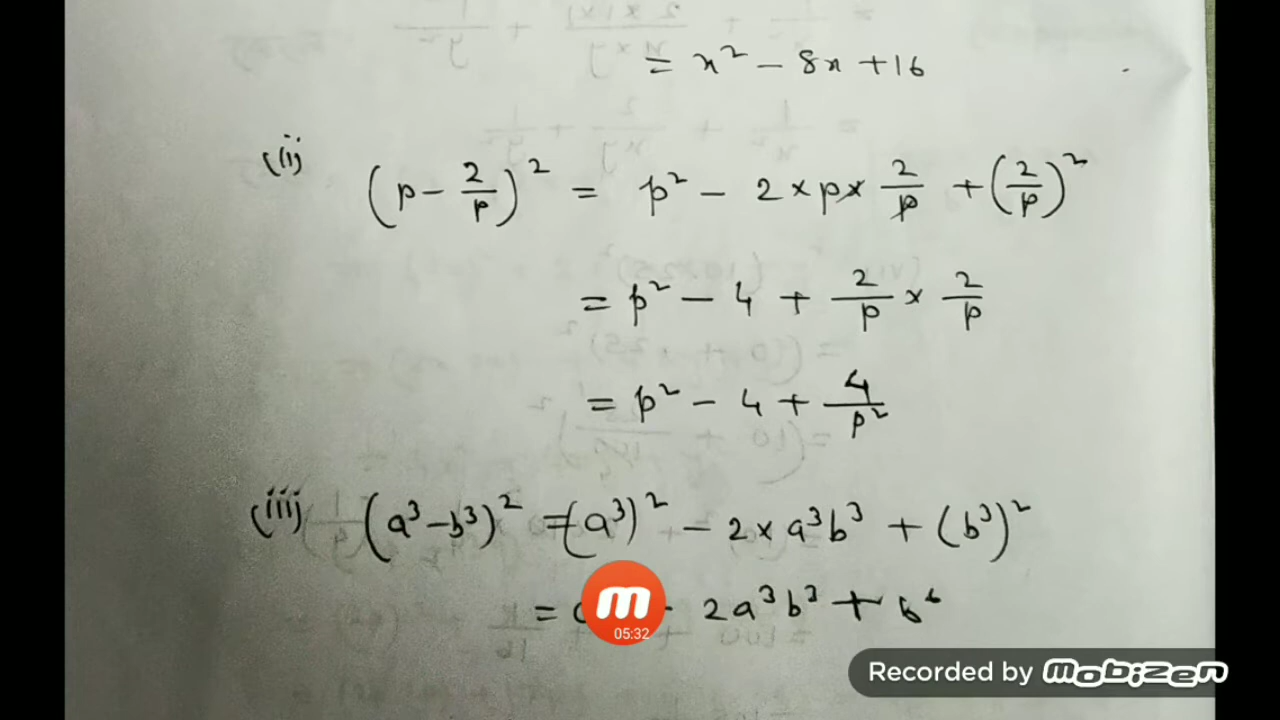 = x² - 8x + 16
(ii) (p - 2/p)² = p² - 2 × p × 2/p + (2/p)²
= p² - 4 + 2/p × 2/p
= p² - 4 + 4/p²
(iii) (a³ - b³)² = (a³)² - 2 × a³b³ + (b³)²
= - 2a³b³ + b⁶
m
05:32
Recorded by mobizen